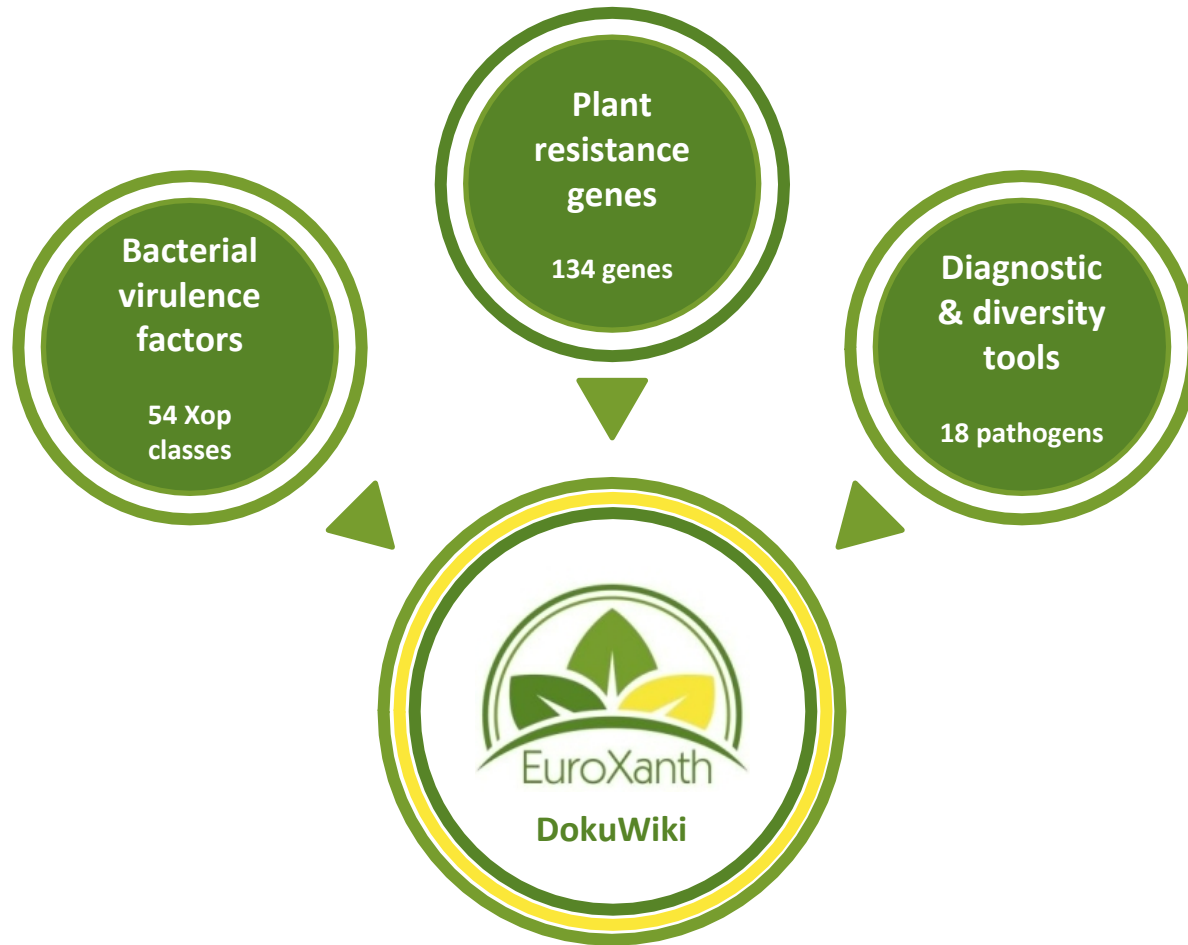 Bacterial
virulence
factors
54 Xop
classes
Plant
resistance
genes
134 genes
Diagnostic
& diversity
tools
18 pathogens
EuroXanth
DokuWiki